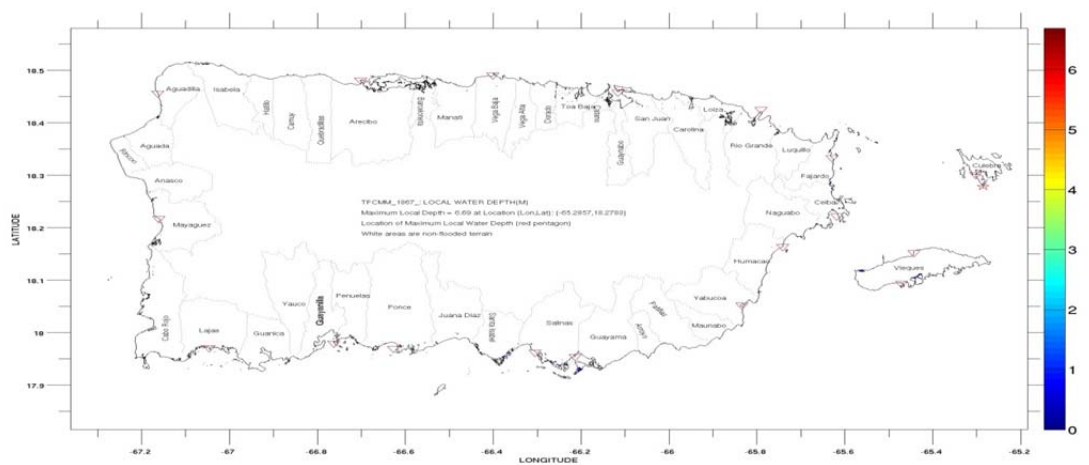 6
18.5
Aguadilla
Isabela
Hatillo
Camuy
Quebradillas
Arecibo
Barceloneta
Manati
Vega Baja
Vega Alta
Dorado
Toa Baja
Catano
Guaynabo
San Juan
Carolina
Loiza
Rio Grande
Luquillo
5
18.4
Aguada
Rincon
Culebra
18.3
Anasco
Fajardo
4
TFCMM_1867_: LOCAL WATER DEPTH(M)
Ceiba
Maximum Local Depth = 6.69 at Location (Lon,Lat): (-65.2857,18.2783)
Naguabo
LATITUDE
Mayaguez
Location of Maximum Local Water Depth (red pentagon)
18.2
White areas are non-flooded terrain
3
Humacao
Vieques
18.1
Yauco
Guayanilla
Penuelas
Ponce
Yabucoa
2
Cabo Rojo
Lajas
Guanica
Juana Diaz
Santa Isabel
Salinas
Guayama
Arroyo
Patillas
Maunabo
18
1
17.9
0
-67.2
-67
-66.8
-66.6
-66.4
-66.2
-66
-65.8
-65.6
-65.4
-65.2
LONGITUDE